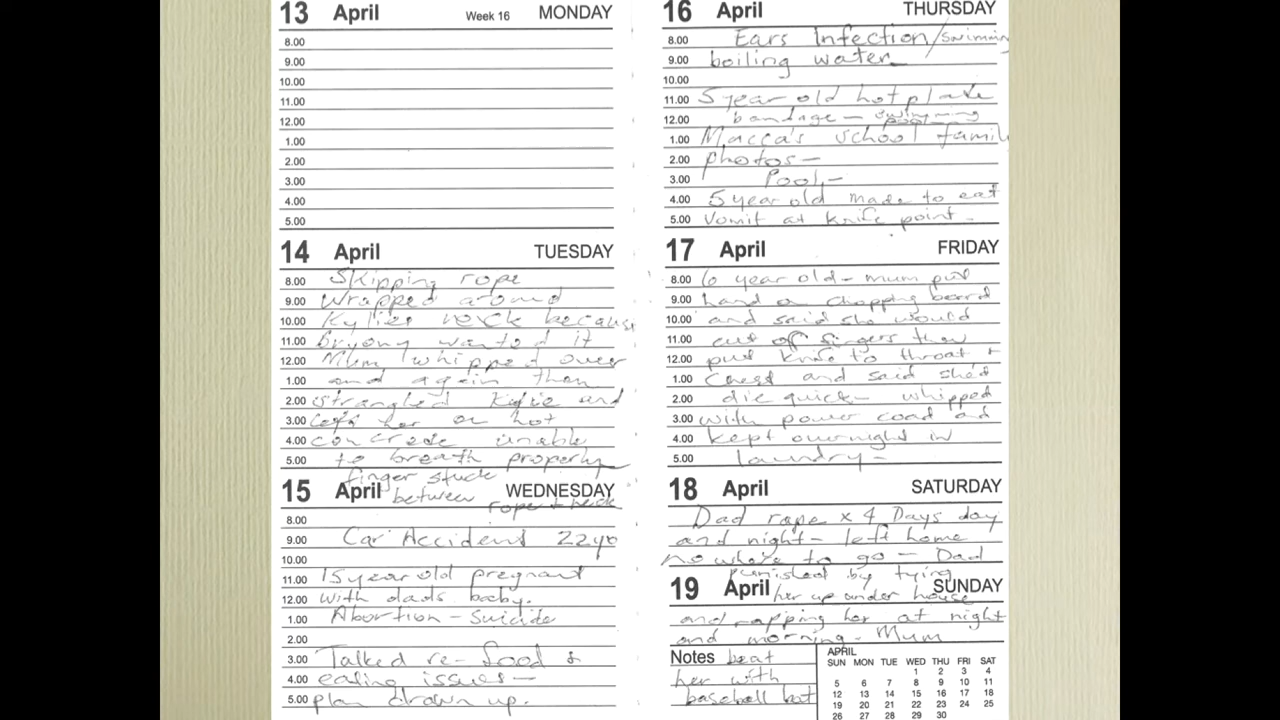 13 April Week 16 MONDAY
8.00
9.00
10.00
11.00
12.00
1.00
2.00
3.00
4.00
5.00
14 April TUESDAY
8.00 Skipping rope
9.00 wrapped around
10.00 Kylies neck because
11.00 bryony wanted it
12.00 Mum whipped over
1.00 and again than
2.00 strangled Kylie and
3.00 left her on hot
4.00 concrede unable
5.00 to breath properly
finger stuck
15 April between WEDNESDAY
rope + neck
8.00
9.00 Car Accident 22yo
10.00
11.00 15 year old pregnant
12.00 with dads baby.
1.00 Abortion - Suicide
2.00
3.00 Talked re- food &
4.00 eating issues -
5.00 plan drawn up.
16 April THURSDAY
8.00 Ears Infection/swimming
9.00 boiling water
10.00
11.00 5 year old hot plate
12.00 bandage - swimming pool
1.00 Macca's school famil
2.00 photos -
3.00 Pool -
4.00 5 year old made to eat
5.00 vomit at knife point -
17 April FRIDAY
8.00 6 year old - mum put
9.00 hand on chopping board
10.00 and said she would
11.00 cut off fingers then
12.00 put knife to throat +
1.00 chest and said she'd
2.00 die quick - whipped
3.00 with power coad and
4.00 kept overnight in
5.00 laundry -
18 April SATURDAY
Dad rape x 4 Days day
and night - left home
no where to go - Dad
punished by tying
19 April SUNDAY
her up under house
and rapping her at night
and morning - Mum
Notes beat
her with
baseball bat
APRIL
SUN MON TUE WED THU FRI SAT
1 2 3 4
5 6 7 8 9 10 11
12 13 14 15 16 17 18
19 20 21 22 23 24 25
26 27 28 29 30